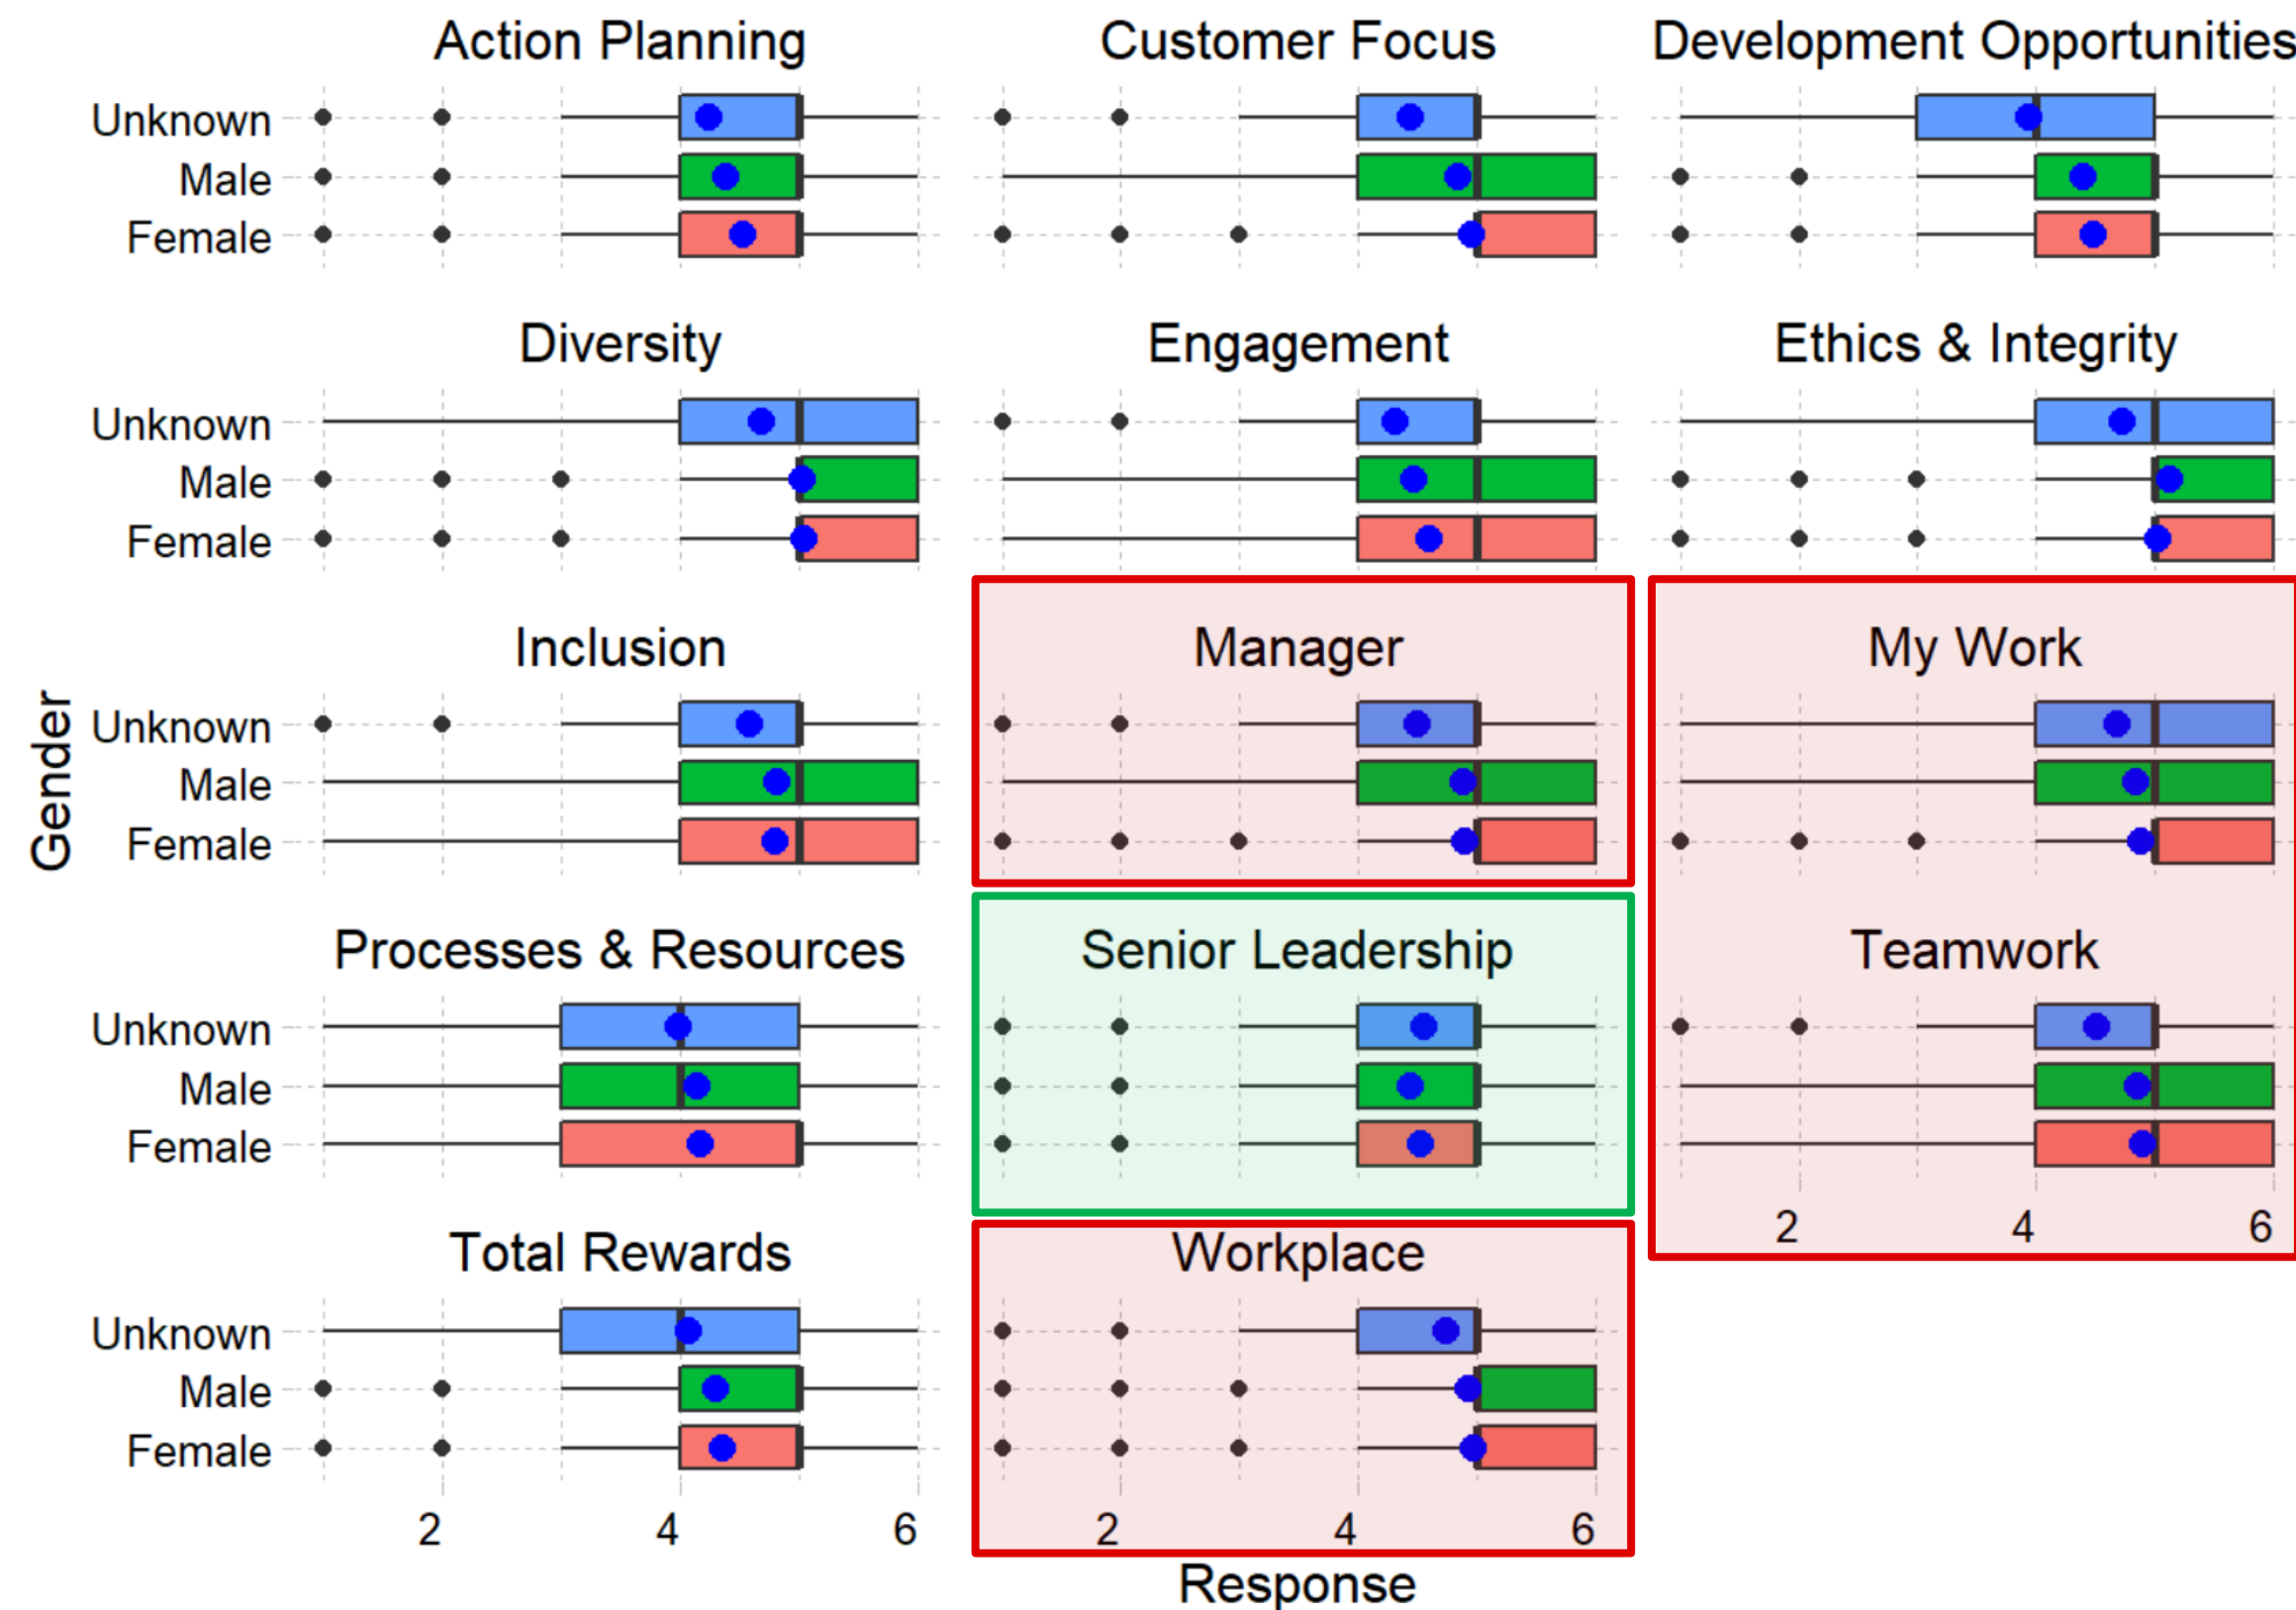 Action Planning
Customer Focus
Development Opportunities
Unknown
Male
Female
Diversity
Engagement
Ethics & Integrity
Unknown
Male
Female
Inclusion
Manager
My Work
Gender
Unknown
Male
Female
Processes & Resources
Senior Leadership
Teamwork
Unknown
Male
Female
2 4 6
Total Rewards
Workplace
Unknown
Male
Female
2 4 6
2 4 6
Response